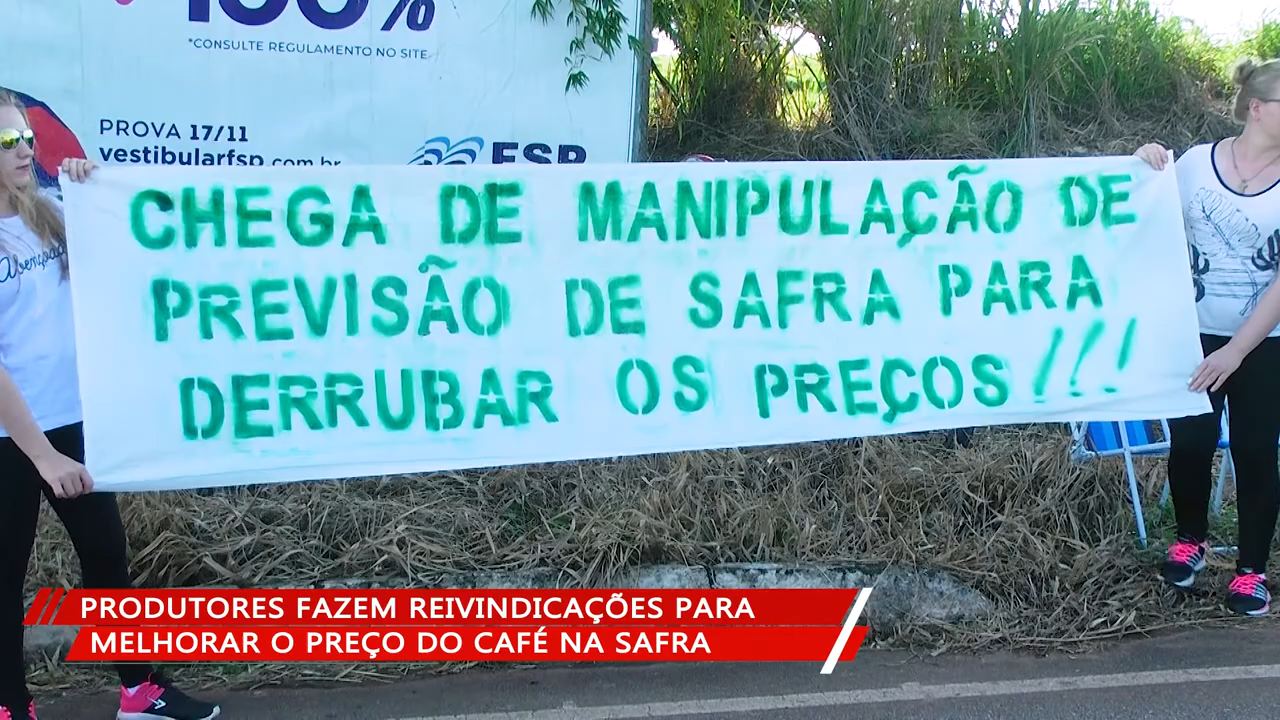 100%
*CONSULTE REGULAMENTO NO SITE
PROVA 17/11
vestibularfsp.com.br
FSP
CHEGA DE MANIPULAÇÃO DE
PREVISÃO DE SAFRA PARA
DERRUBAR OS PREÇOS!!!
PRODUTORES FAZEM REIVINDICAÇÕES PARA
MELHORAR O PREÇO DO CAFÉ NA SAFRA